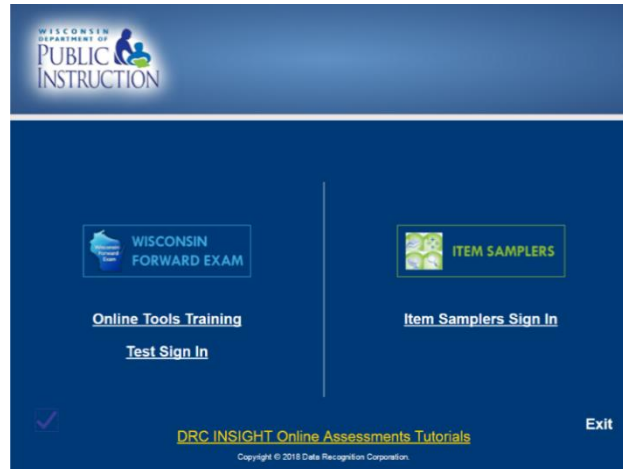 WISCONSIN
DEPARTMENT OF
PUBLIC
INSTRUCTION
WISCONSIN
FORWARD EXAM
Online Tools Training
Test Sign In
ITEM SAMPLERS
Item Samplers Sign In
DRC INSIGHT Online Assessments Tutorials
Exit
Copyright © 2018 Data Recognition Corporation.